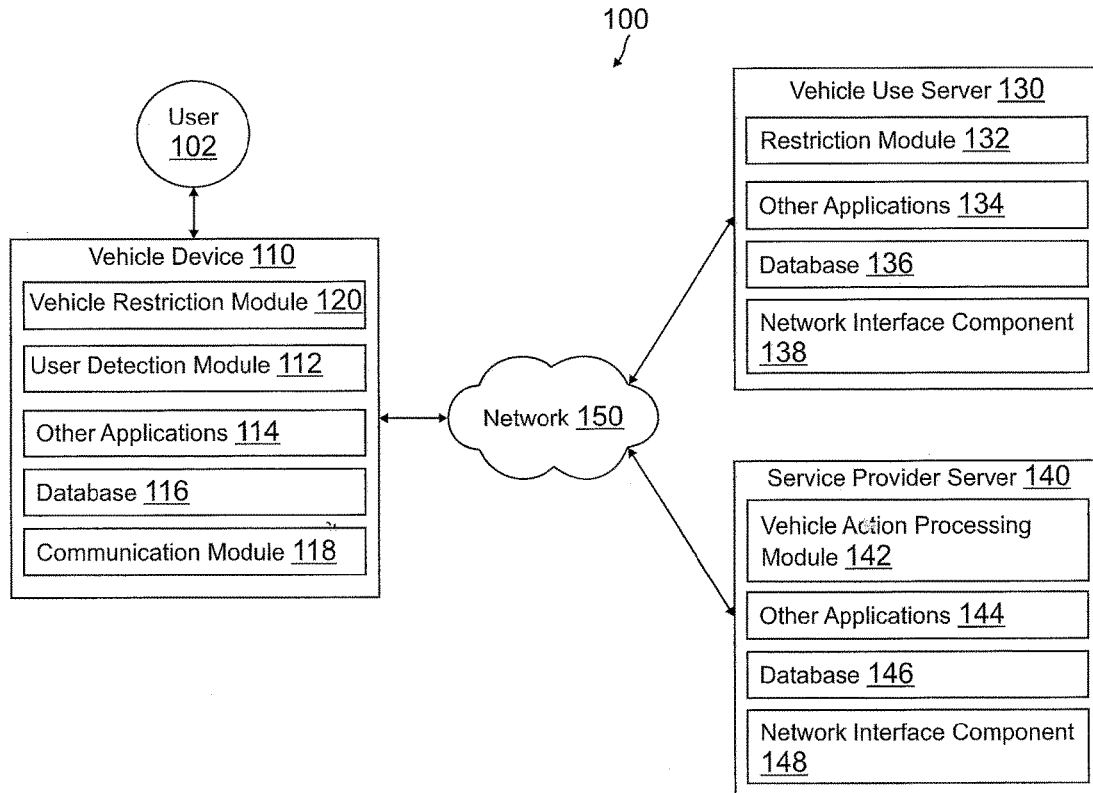 100
User
102
Vehicle Device 110
Vehicle Restriction Module 120
User Detection Module 112
Other Applications 114
Database 116
Communication Module 118
Network 150
Vehicle Use Server 130
Restriction Module 132
Other Applications 134
Database 136
Network Interface Component
138
Service Provider Server 140
Vehicle Action Processing
Module 142
Other Applications 144
Database 146
Network Interface Component
148